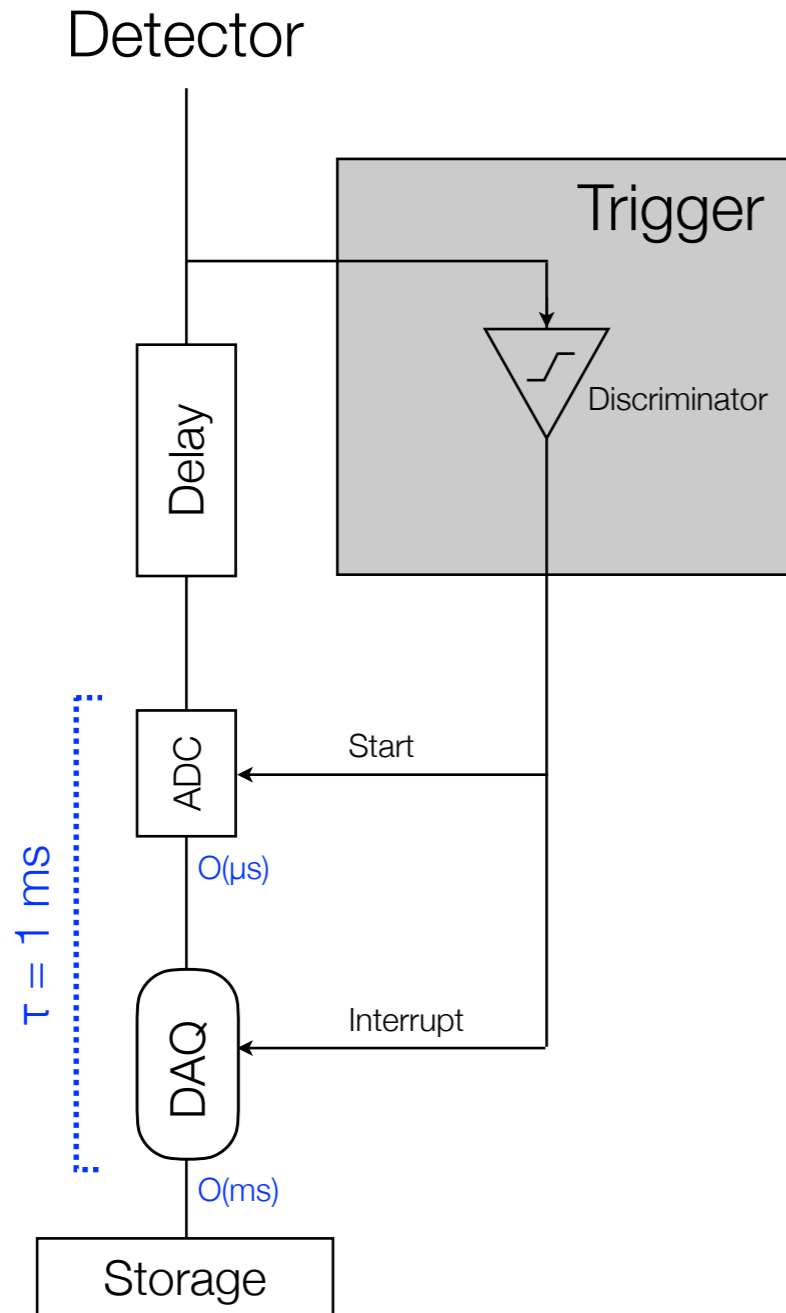 Detector
Trigger
Discriminator
Delay
ADC
Start
O(μs)
τ = 1 ms
DAQ
Interrupt
O(ms)
Storage